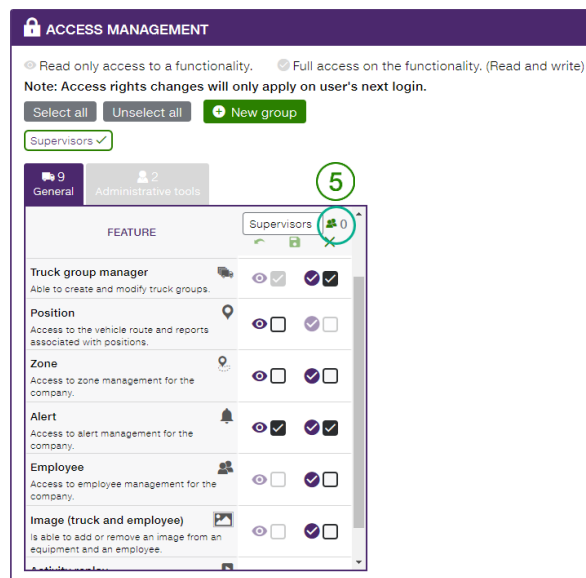 ACCESS MANAGEMENT
Read only access to a functionality. Full access on the functionality. (Read and write)
Note: Access rights changes will only apply on user's next login.
Select all Unselect all New group
Supervisors
9 2
General Administrative tools
5
Supervisors 0
FEATURE
Truck group manager
Able to create and modify truck groups.
Position
Access to the vehicle route and reports
associated with positions.
Zone
Access to zone management for the
company.
Alert
Access to alert management for the
company.
Employee
Access to employee management for the
company.
Image (truck and employee)
Is able to add or remove an image from an
equipment and an employee.
Activity replay